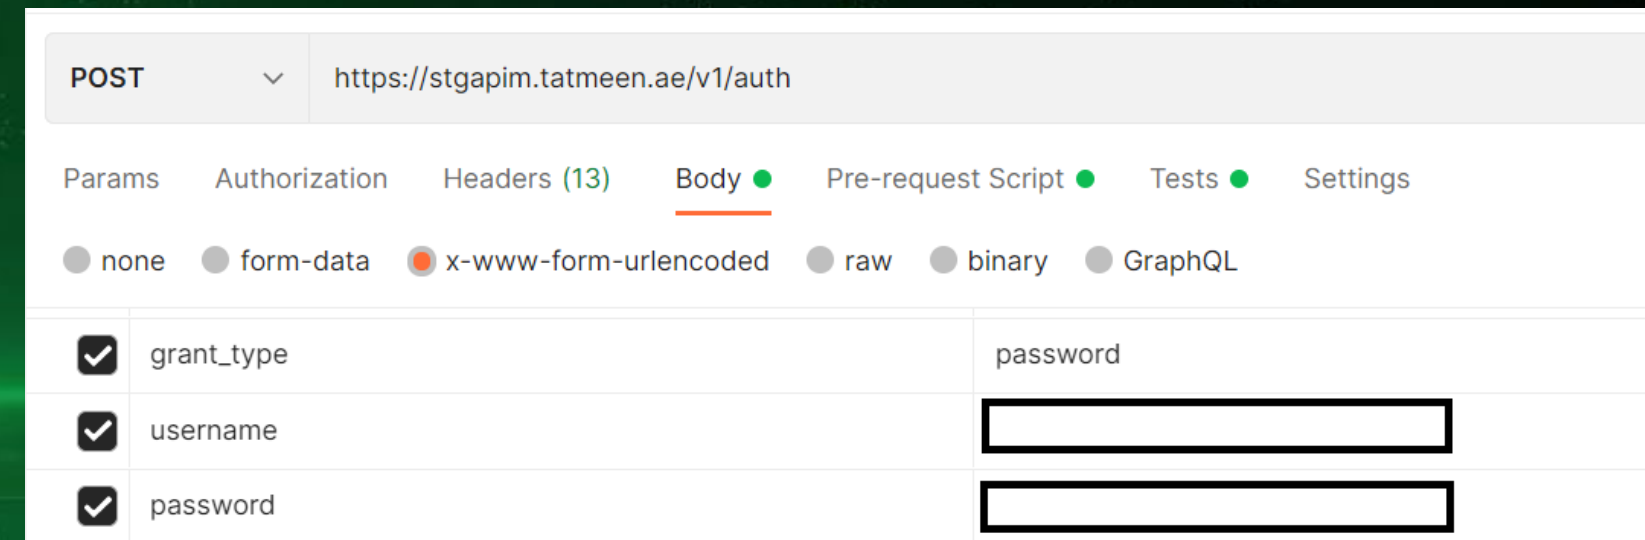 POST https://stgapim.tatmeen.ae/v1/auth
Params Authorization Headers (13) Body Pre-request Script Tests Settings
none form-data x-www-form-urlencoded raw binary GraphQL
grant_type password
username
password